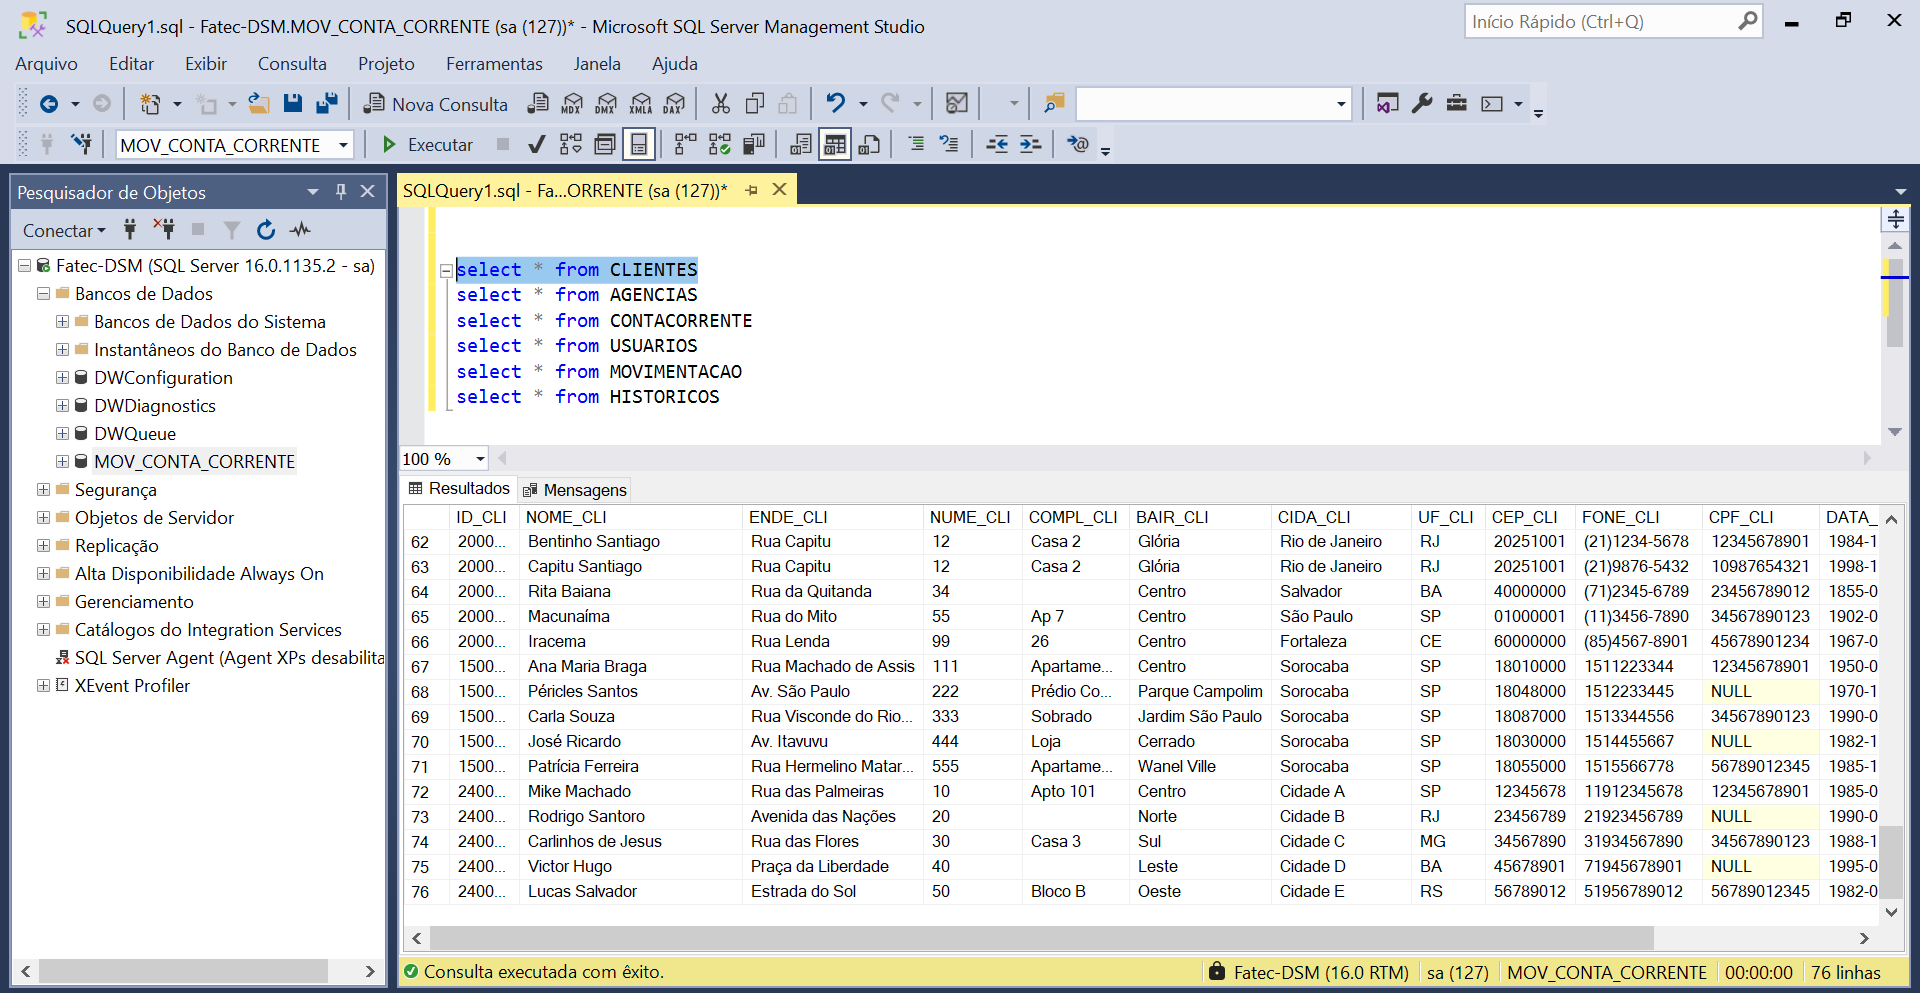 SQLQuery1.sql - Fatec-DSM.MOV_CONTA_CORRENTE (sa (127))* - Microsoft SQL Server Management Studio
Início Rápido (Ctrl+Q)
Arquivo Editar Exibir Consulta Projeto Ferramentas Janela Ajuda
Nova Consulta MDX DMX XMLA DAX
MOV_CONTA_CORRENTE Executar
Pesquisador de Objetos
Conectar
Fatec-DSM (SQL Server 16.0.1135.2 - sa)
Bancos de Dados
Bancos de Dados do Sistema
Instantâneos do Banco de Dados
DWConfiguration
DWDiagnostics
DWQueue
MOV_CONTA_CORRENTE
Segurança
Objetos de Servidor
Replicação
Alta Disponibilidade Always On
Gerenciamento
Catálogos do Integration Services
SQL Server Agent (Agent XPs desabilita
XEvent Profiler
SQLQuery1.sql - Fa...ORRENTE (sa (127))*
select * from CLIENTES
select * from AGENCIAS
select * from CONTACORRENTE
select * from USUARIOS
select * from MOVIMENTACAO
select * from HISTORICOS
100 %
Resultados Mensagens
ID_CLI NOME_CLI ENDE_CLI NUME_CLI COMPL_CLI BAIR_CLI CIDA_CLI UF_CLI CEP_CLI FONE_CLI CPF_CLI DATA_
62 2000... Bentinho Santiago Rua Capitu 12 Casa 2 Glória Rio de Janeiro RJ 20251001 (21)1234-5678 12345678901 1984-1
63 2000... Capitu Santiago Rua Capitu 12 Casa 2 Glória Rio de Janeiro RJ 20251001 (21)9876-5432 10987654321 1998-1
64 2000... Rita Baiana Rua da Quitanda 34 Centro Salvador BA 40000000 (71)2345-6789 23456789012 1855-0
65 2000... Macunaíma Rua do Mito 55 Ap 7 Centro São Paulo SP 01000001 (11)3456-7890 34567890123 1902-0
66 2000... Iracema Rua Lenda 99 26 Centro Fortaleza CE 60000000 (85)4567-8901 45678901234 1967-0
67 1500... Ana Maria Braga Rua Machado de Assis 111 Apartame... Centro Sorocaba SP 18010000 1511223344 12345678901 1950-0
68 1500... Péricles Santos Av. São Paulo 222 Prédio Co... Parque Campolim Sorocaba SP 18048000 1512233445 NULL 1970-1
69 1500... Carla Souza Rua Visconde do Rio... 333 Sobrado Jardim São Paulo Sorocaba SP 18087000 1513344556 34567890123 1990-0
70 1500... José Ricardo Av. Itavuvu 444 Loja Cerrado Sorocaba SP 18030000 1514455667 NULL 1982-1
71 1500... Patrícia Ferreira Rua Hermelino Matar... 555 Apartame... Wanel Ville Sorocaba SP 18055000 1515566778 56789012345 1985-1
72 2400... Mike Machado Rua das Palmeiras 10 Apto 101 Centro Cidade A SP 12345678 11912345678 12345678901 1985-0
73 2400... Rodrigo Santoro Avenida das Nações 20 Norte Cidade B RJ 23456789 21923456789 NULL 1990-0
74 2400... Carlinhos de Jesus Rua das Flores 30 Casa 3 Sul Cidade C MG 34567890 31934567890 34567890123 1988-1
75 2400... Victor Hugo Praça da Liberdade 40 Leste Cidade D BA 45678901 71945678901 NULL 1995-0
76 2400... Lucas Salvador Estrada do Sol 50 Bloco B Oeste Cidade E RS 56789012 51956789012 56789012345 1982-0
Consulta executada com êxito. Fatec-DSM (16.0 RTM) sa (127) MOV_CONTA_CORRENTE 00:00:00 76 linhas